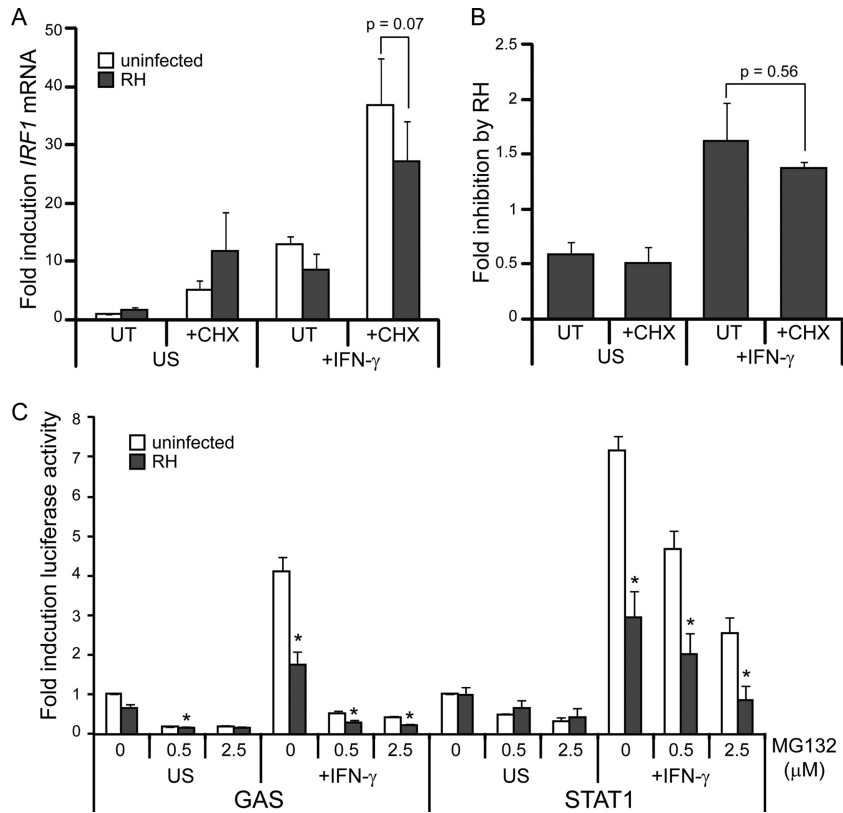 A
Fold indcution IRF1 mRNA
50
40
30
20
10
0
uninfected
RH
p = 0.07
UT
+CHX
UT
+CHX
US
+IFN-γ
B
Fold inhibition by RH
2.5
2
1.5
1
0.5
0
p = 0.56
UT
+CHX
UT
+CHX
US
+IFN-γ
C
Fold indcution luciferase activity
8
7
6
5
4
3
2
1
0
uninfected
RH
*
*
*
*
*
*
*
0 0.5 2.5 0 0.5 2.5 0 0.5 2.5 0 0.5 2.5 MG132
US +IFN-γ US +IFN-γ (μM)
GAS STAT1